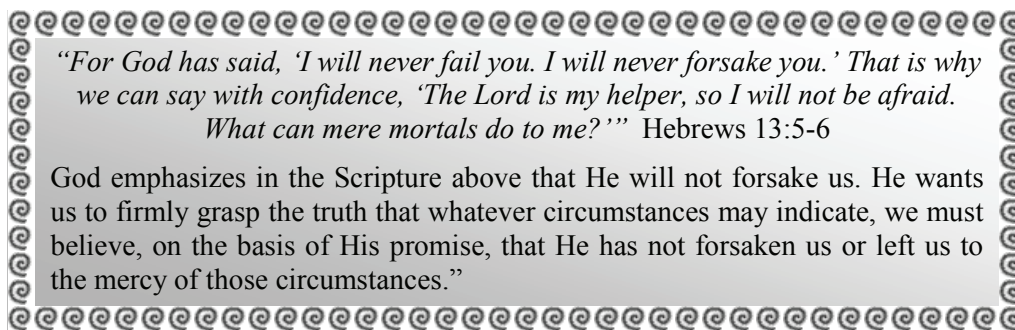 “For God has said, ‘I will never fail you. I will never forsake you.’ That is why
we can say with confidence, ‘The Lord is my helper, so I will not be afraid.
What can mere mortals do to me?’” Hebrews 13:5-6
God emphasizes in the Scripture above that He will not forsake us. He wants
us to firmly grasp the truth that whatever circumstances may indicate, we must
believe, on the basis of His promise, that He has not forsaken us or left us to
the mercy of those circumstances.”